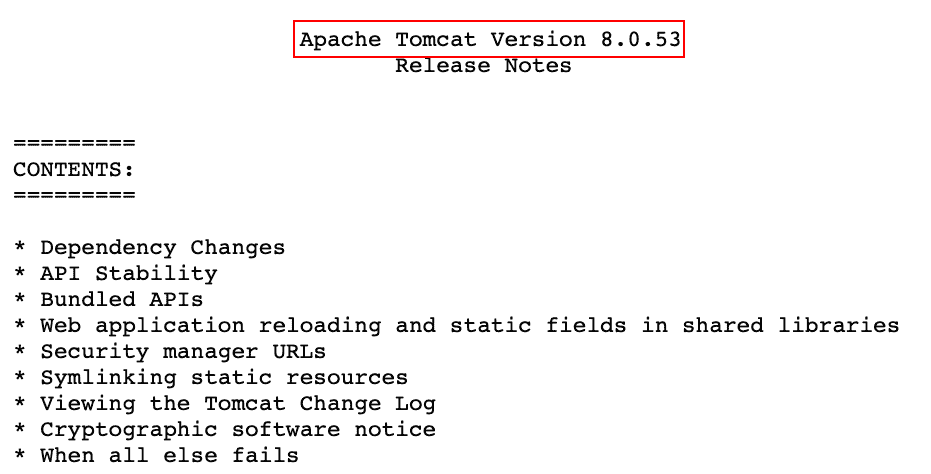 Apache Tomcat Version 8.0.53
Release Notes
=========
CONTENTS:
=========
* Dependency Changes
* API Stability
* Bundled APIs
* Web application reloading and static fields in shared libraries
* Security manager URLs
* Symlinking static resources
* Viewing the Tomcat Change Log
* Cryptographic software notice
* When all else fails